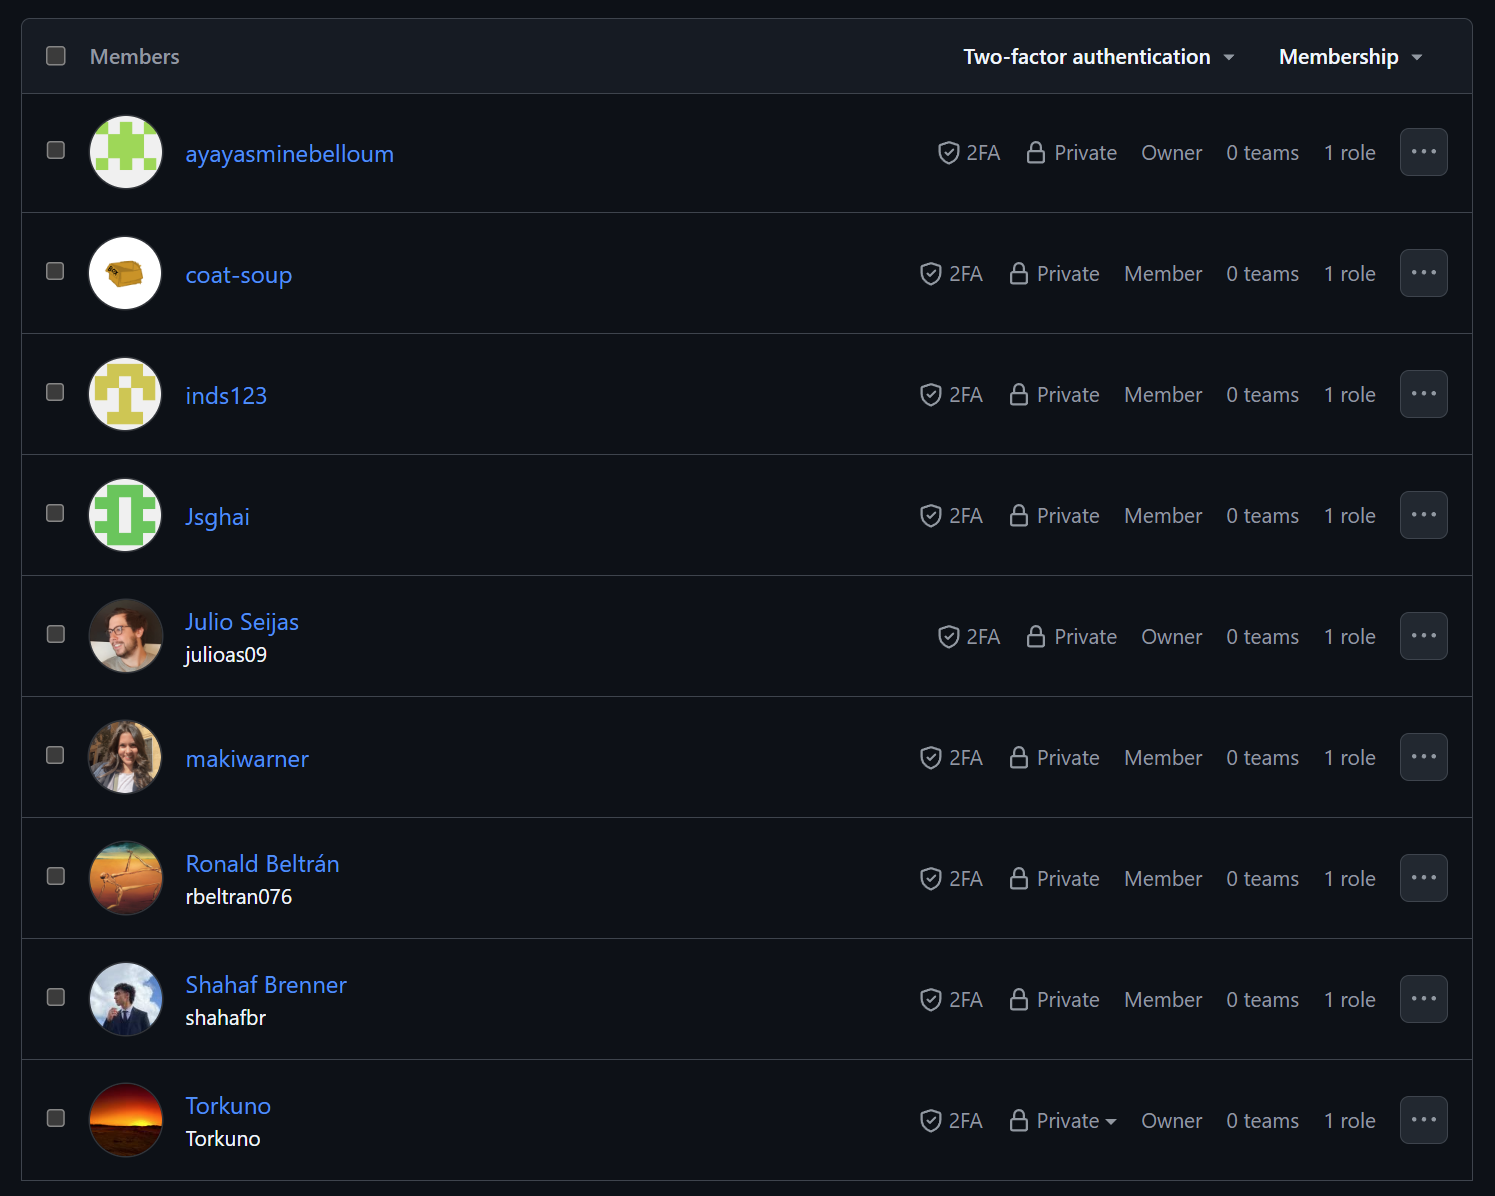 Members Two-factor authentication Membership
ayayasminebelloum 2FA Private Owner 0 teams 1 role
coat-soup 2FA Private Member 0 teams 1 role
inds123 2FA Private Member 0 teams 1 role
Jsghai 2FA Private Member 0 teams 1 role
Julio Seijas
julioas09 2FA Private Owner 0 teams 1 role
makiwarner 2FA Private Member 0 teams 1 role
Ronald Beltrán
rbeltran076 2FA Private Member 0 teams 1 role
Shahaf Brenner
shahafbr 2FA Private Member 0 teams 1 role
Torkuno
Torkuno 2FA Private Owner 0 teams 1 role